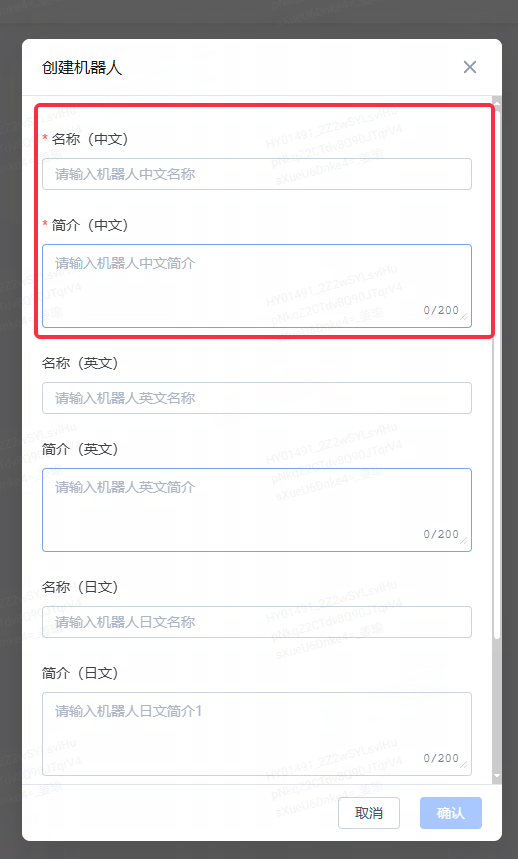 创建机器人
* 名称（中文）
请输入机器人中文名称
* 简介（中文）
请输入机器人中文简介
0/200
名称（英文）
请输入机器人英文名称
简介（英文）
请输入机器人英文简介
0/200
名称（日文）
请输入机器人日文名称
简介（日文）
请输入机器人日文简介1
0/200
取消
确认